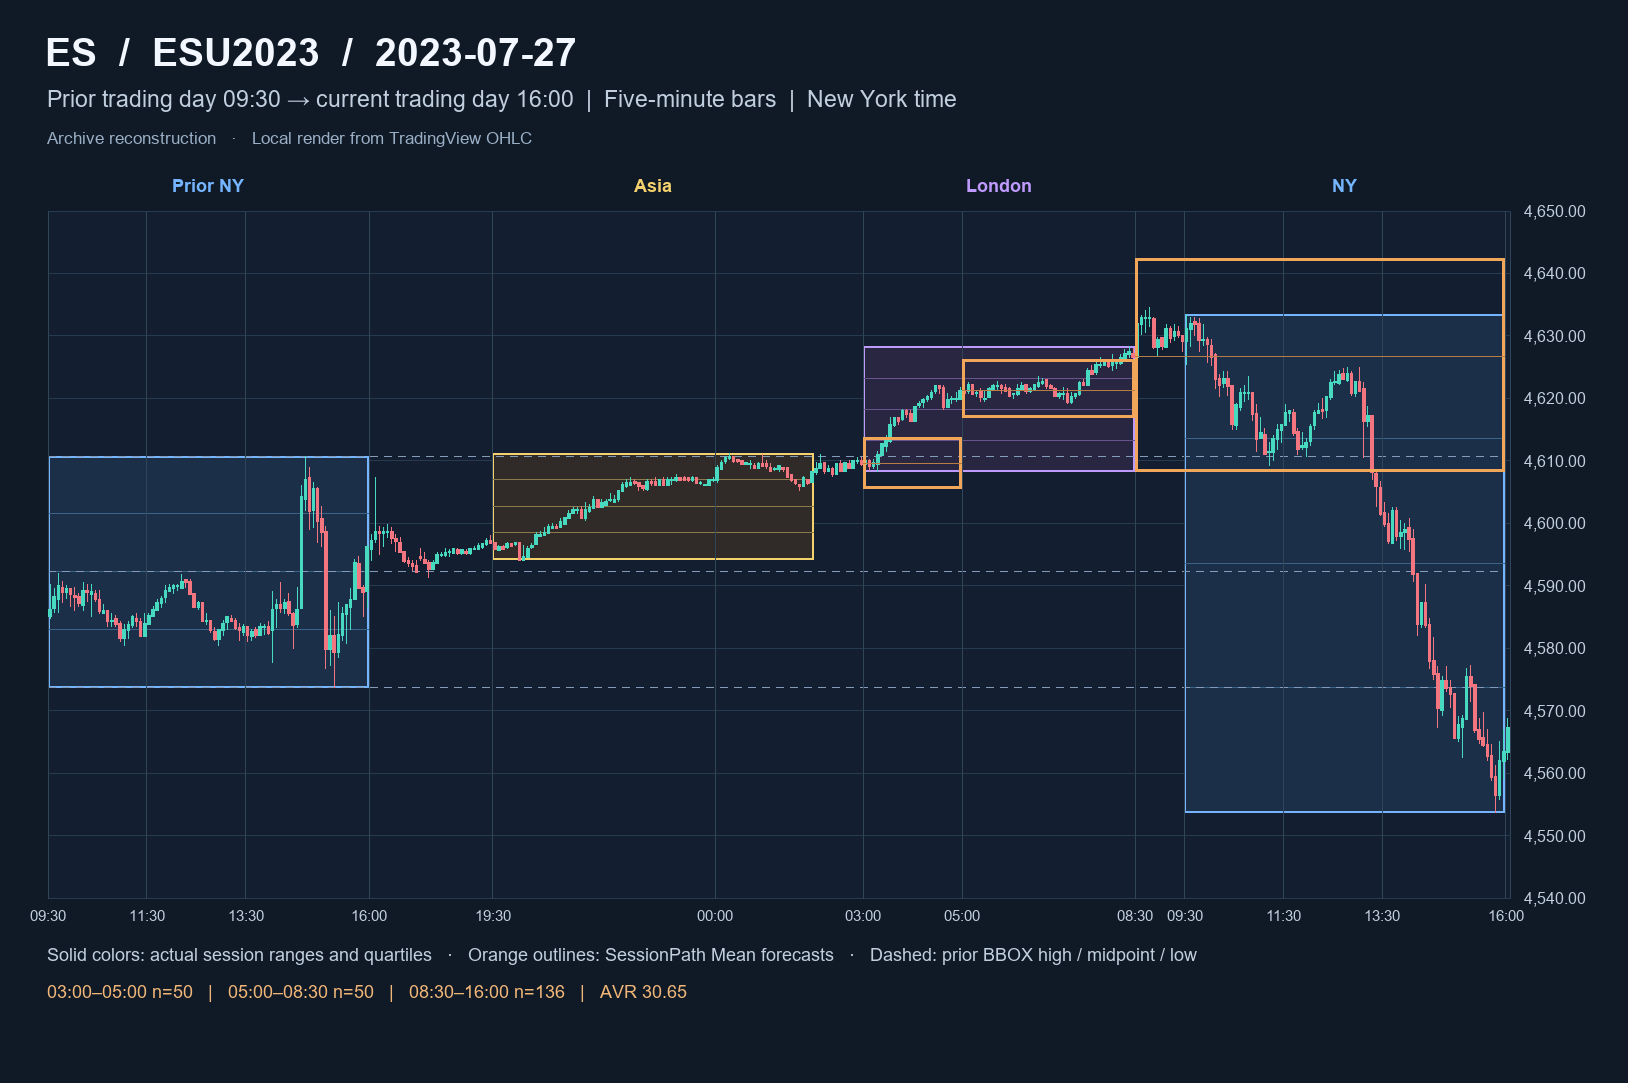 ES / ESU2023 / 2023-07-27
Prior trading day 09:30 → current trading day 16:00 | Five-minute bars | New York time
Archive reconstruction · Local render from TradingView OHLC
Prior NY Asia London NY
4,650.00
4,640.00
4,630.00
4,620.00
4,610.00
4,600.00
4,590.00
4,580.00
4,570.00
4,560.00
4,550.00
4,540.00
09:30 11:30 13:30 16:00 19:30 00:00 03:00 05:00 08:30 09:30 11:30 13:30 16:00
Solid colors: actual session ranges and quartiles · Orange outlines: SessionPath Mean forecasts · Dashed: prior BBOX high / midpoint / low
03:00–05:00 n=50 | 05:00–08:30 n=50 | 08:30–16:00 n=136 | AVR 30.65